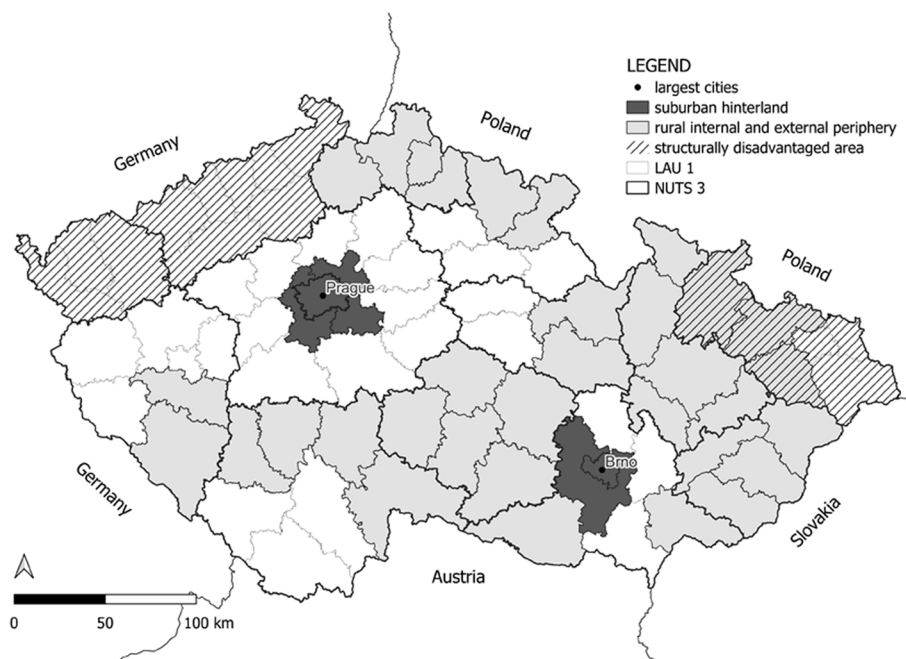 LEGEND
largest cities
suburban hinterland
rural internal and external periphery
structurally disadvantaged area
LAU 1
NUTS 3
Germany
Poland
Poland
Prague
Brno
Germany
Slovakia
Austria
0 50 100 km